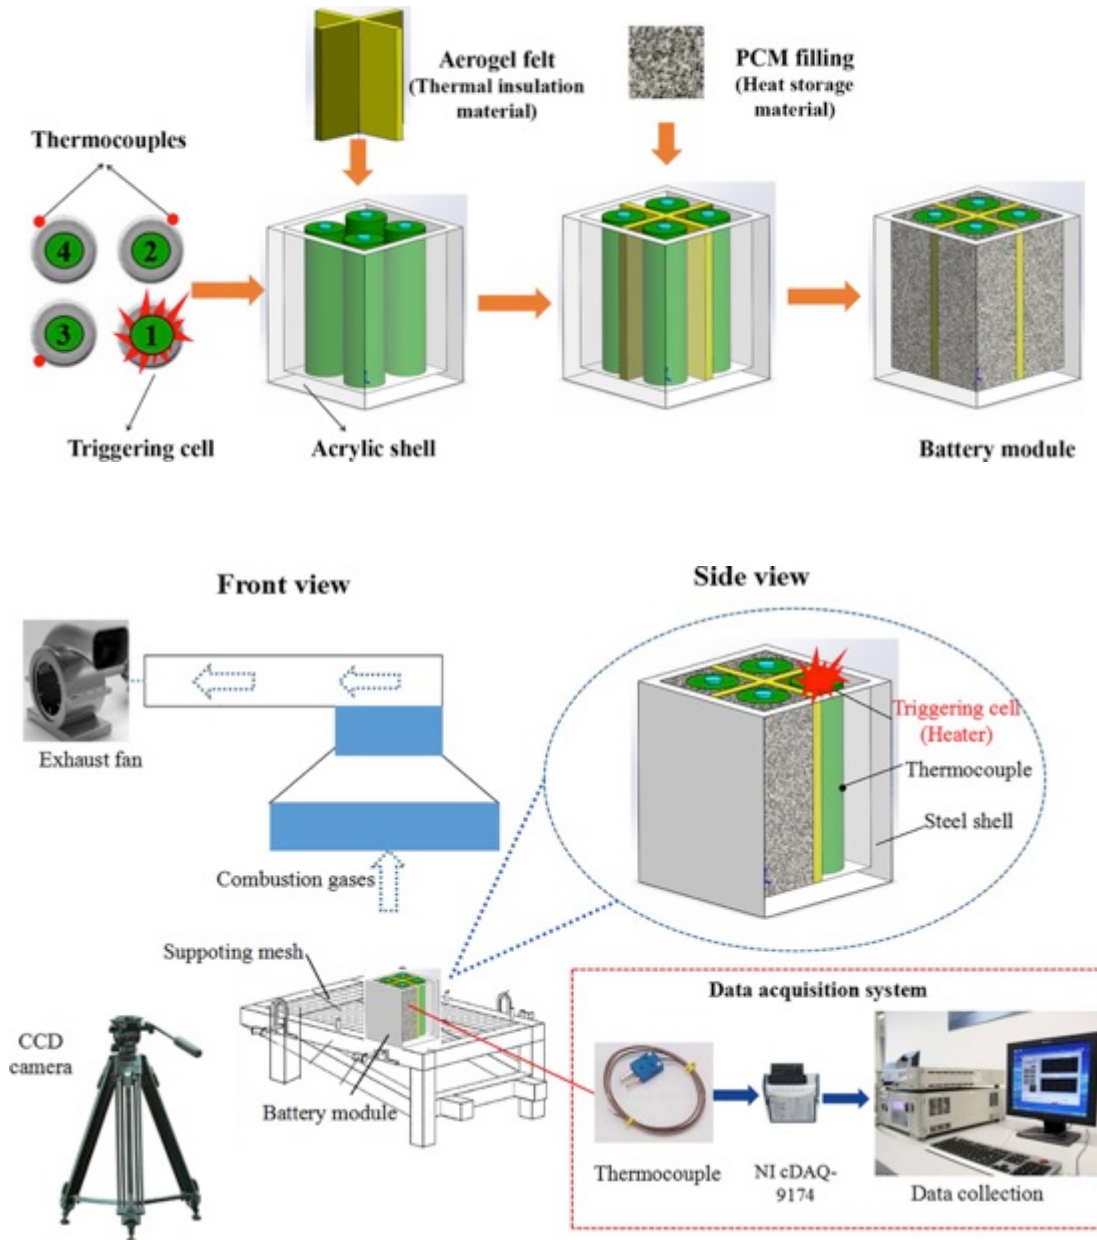 Aerogel felt
(Thermal insulation
material)
PCM filling
(Heat storage
material)
Thermocouples
4
2
3
1
Triggering cell
Acrylic shell
Battery module
Front view
Side view
Exhaust fan
Combustion gases
Triggering cell
(Heater)
Thermocouple
Steel shell
Suppoting mesh
CCD
camera
Battery module
Data acquisition system
Thermocouple
NI cDAQ-
9174
Data collection